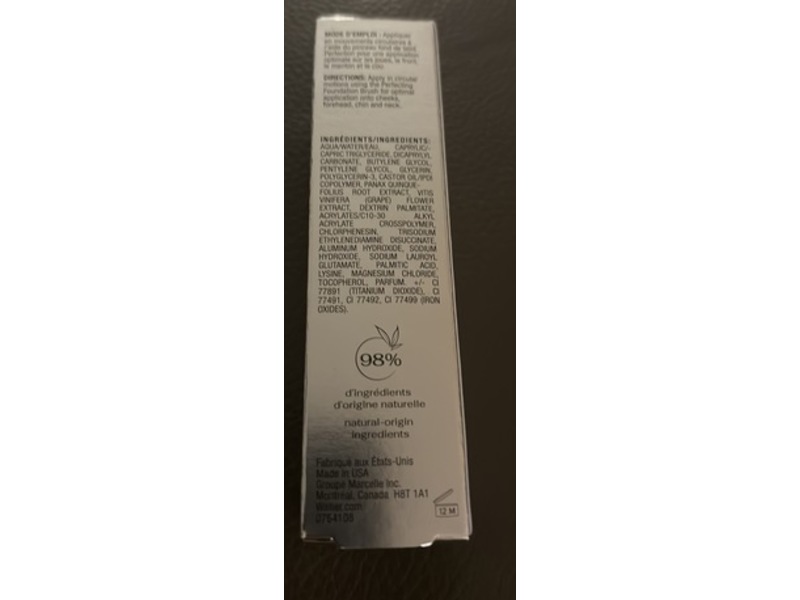 MODE D'EMPLOI : Appliquer
en mouvements circulaires à
l'aide du pinceau fond de teint
Perfection pour une application
optimale sur les joues, le front,
le menton et le cou.
DIRECTIONS: Apply in circular
motions using the Perfecting
Foundation Brush for optimal
application onto cheeks,
forehead, chin and neck.
INGRÉDIENTS/INGREDIENTS:
AQUA/WATER/EAU, CAPRYLIC/-
CAPRIC TRIGLYCERIDE, DICAPRYLYL
CARBONATE, BUTYLENE GLYCOL,
PENTYLENE GLYCOL, GLYCERIN,
POLYGLYCERIN-3, CASTOR OIL/IPDI
COPOLYMER, PANAX QUINQUE-
FOLIUS ROOT EXTRACT, VITIS
VINIFERA (GRAPE) FLOWER
EXTRACT, DEXTRIN PALMITATE,
ACRYLATES/C10-30 ALKYL
ACRYLATE CROSSPOLYMER,
CHLORPHENESIN, TRISODIUM
ETHYLENEDIAMINE DISUCCINATE,
ALUMINUM HYDROXIDE, SODIUM
HYDROXIDE, SODIUM LAUROYL
GLUTAMATE, PALMITIC ACID,
LYSINE, MAGNESIUM CHLORIDE,
TOCOPHEROL, PARFUM. +/- CI
77891 (TITANIUM DIOXIDE), CI
77491, CI 77492, CI 77499 (IRON
OXIDES).
98%
d'ingrédients
d'origine naturelle
natural-origin
ingredients
Fabriqué aux États-Unis
Made in USA
Groupe Marcelle Inc.
Montréal, Canada H8T 1A1
0764108
12 M